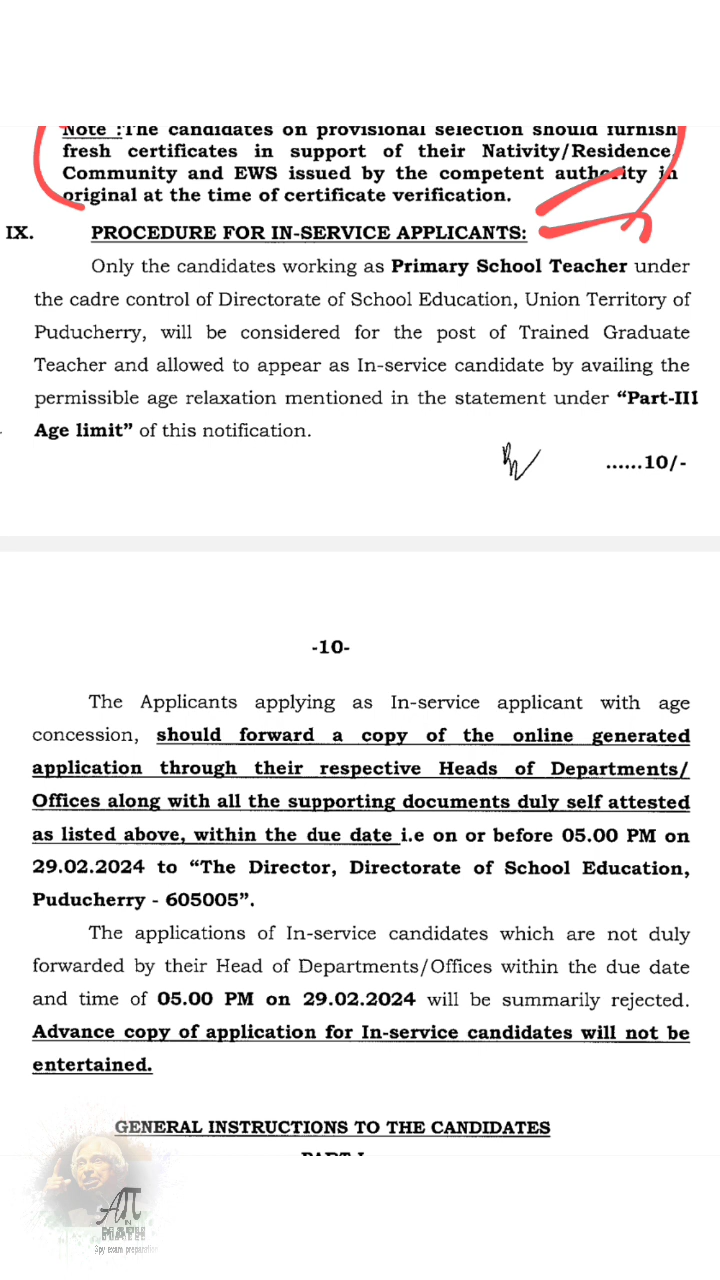 Note :The candidates on provisional selection should furnish
fresh certificates in support of their Nativity/Residence,
Community and EWS issued by the competent authority in
original at the time of certificate verification.
IX. PROCEDURE FOR IN-SERVICE APPLICANTS:
Only the candidates working as Primary School Teacher under
the cadre control of Directorate of School Education, Union Territory of
Puducherry, will be considered for the post of Trained Graduate
Teacher and allowed to appear as In-service candidate by availing the
permissible age relaxation mentioned in the statement under “Part-III
Age limit” of this notification.
......10/-
-10-
The Applicants applying as In-service applicant with age
concession, should forward a copy of the online generated
application through their respective Heads of Departments/
Offices along with all the supporting documents duly self attested
as listed above, within the due date i.e on or before 05.00 PM on
29.02.2024 to “The Director, Directorate of School Education,
Puducherry - 605005”.
The applications of In-service candidates which are not duly
forwarded by their Head of Departments/Offices within the due date
and time of 05.00 PM on 29.02.2024 will be summarily rejected.
Advance copy of application for In-service candidates will not be
entertained.
GENERAL INSTRUCTIONS TO THE CANDIDATES
IN
MATH